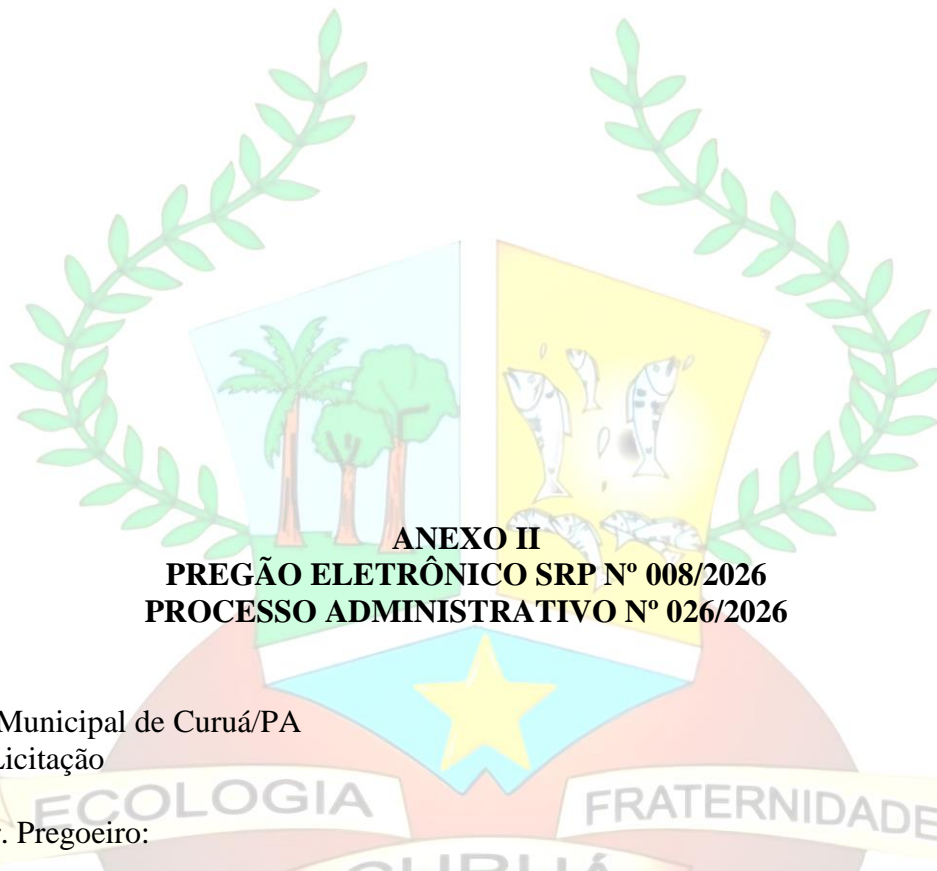 ANEXO II
PREGÃO ELETRÔNICO SRP Nº 008/2026
PROCESSO ADMINISTRATIVO Nº 026/2026
Municipal de Curuá/PA
Licitação
ECOLOGIA FRATERNIDADE
. Pregoeiro:
CURUÁ